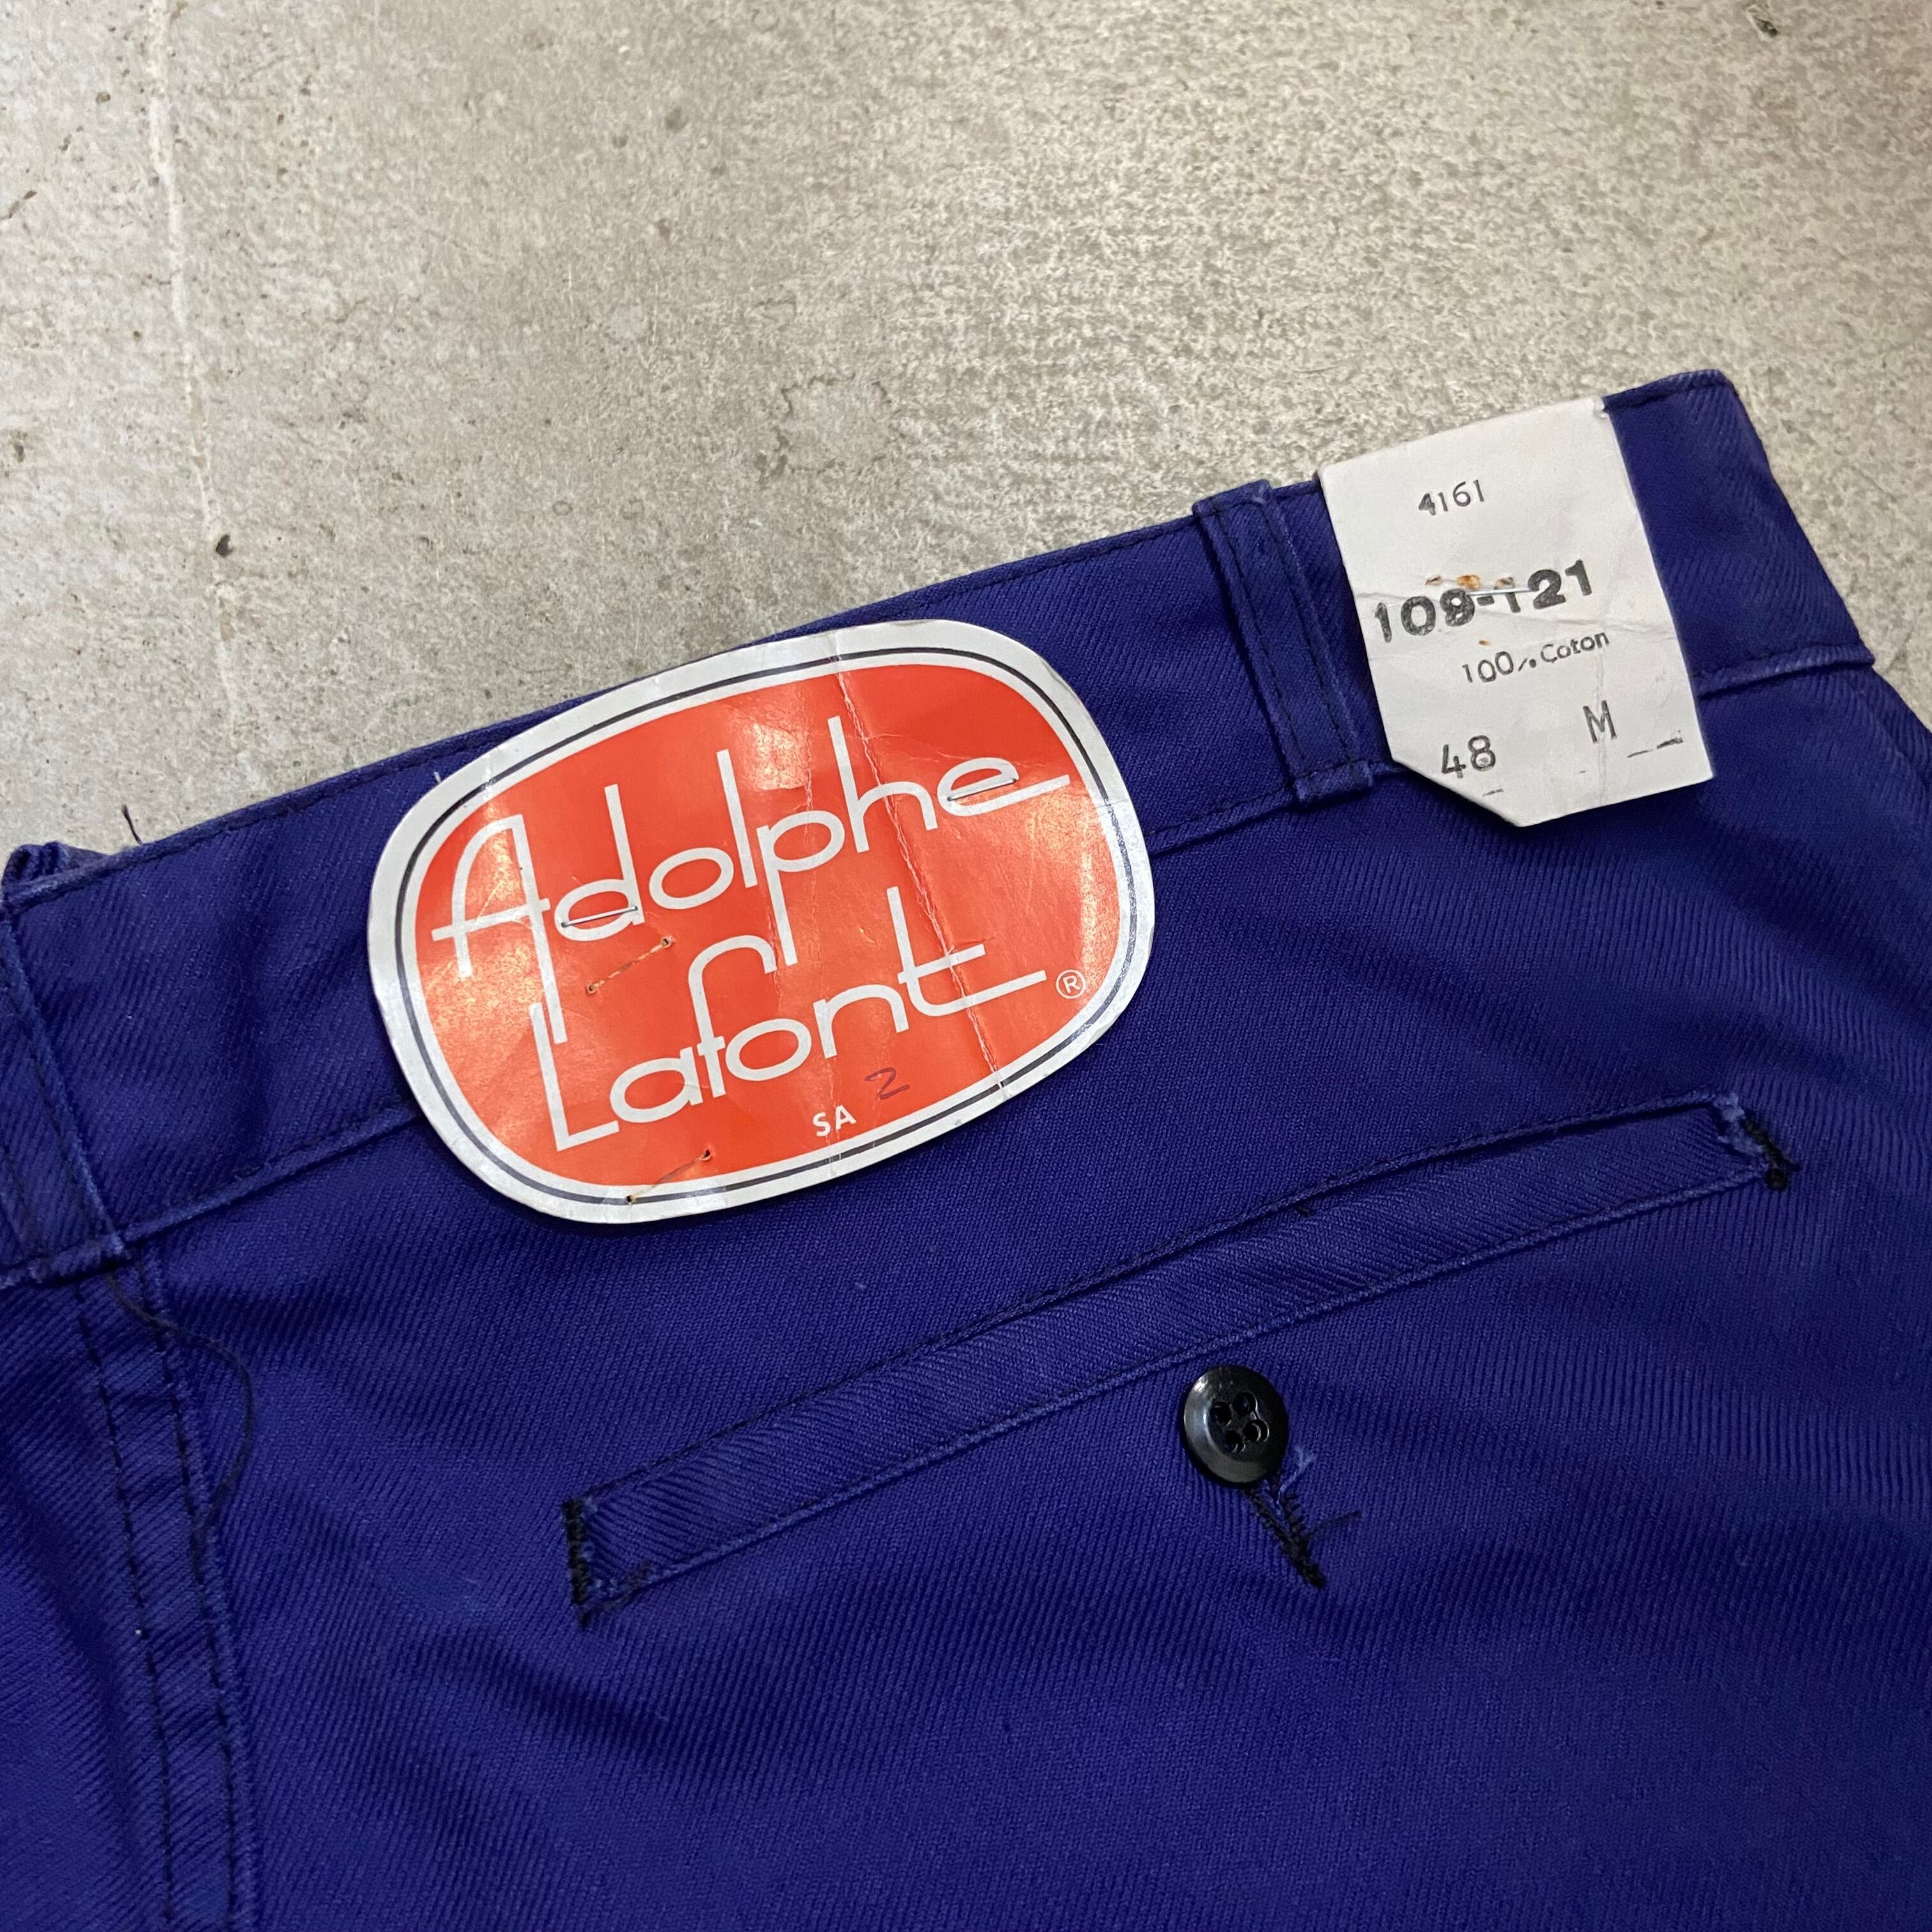 Adolphe
Lafont ®
SA 2
4161
109-121
100% Coton
48 M